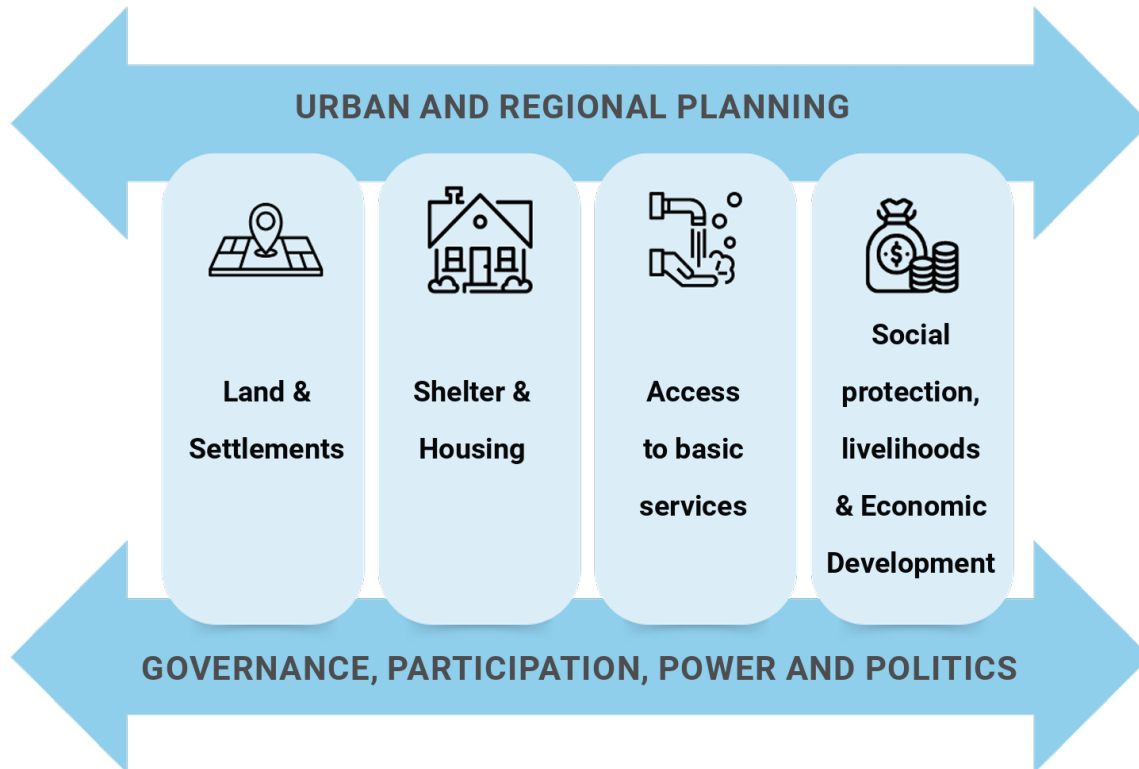 URBAN AND REGIONAL PLANNING
Land &
Settlements
Shelter &
Housing
Access
to basic
services
Social
protection,
livelihoods
& Economic
Development
GOVERNANCE, PARTICIPATION, POWER AND POLITICS